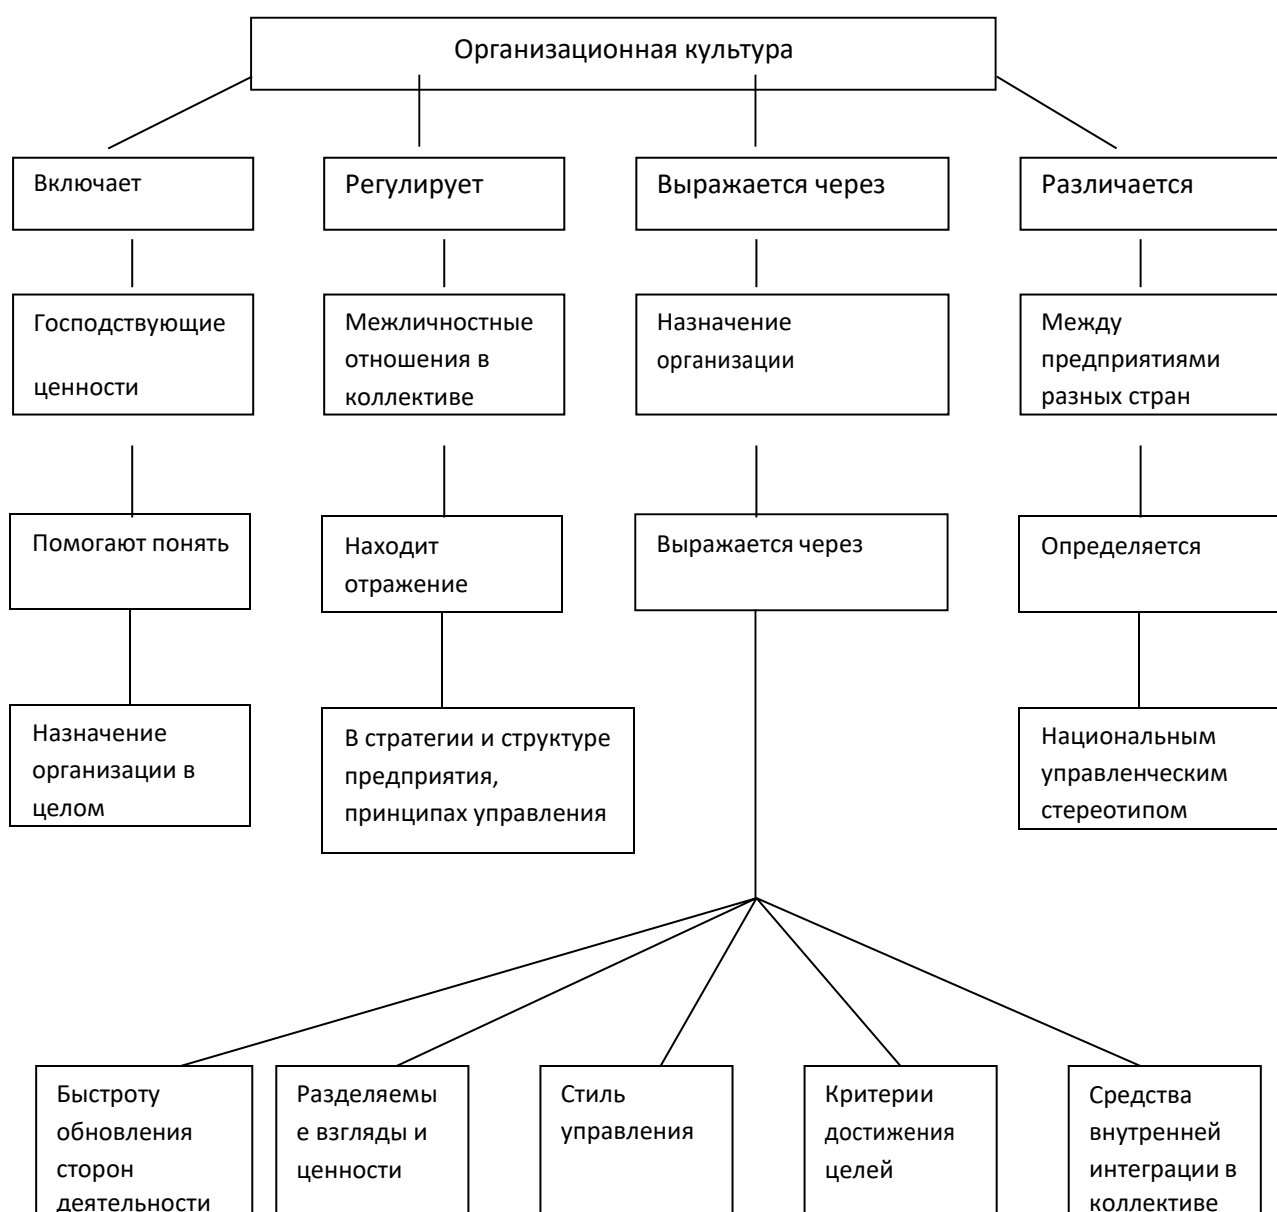 Организационная культура
Включает
Регулирует
Выражается через
Различается
Господствующие
ценности
Межличностные
отношения в
коллективе
Назначение
организации
Между
предприятиями
разных стран
Помогают понять
Находит
отражение
Выражается через
Определяется
Назначение
организации в
целом
В стратегии и структуре
предприятия,
принципах управления
Национальным
управленческим
стереотипом
Быстроту
обновления
сторон
деятельности
Разделяемы
е взгляды и
ценности
Стиль
управления
Критерии
достижения
целей
Средства
внутренней
интеграции в
коллективе